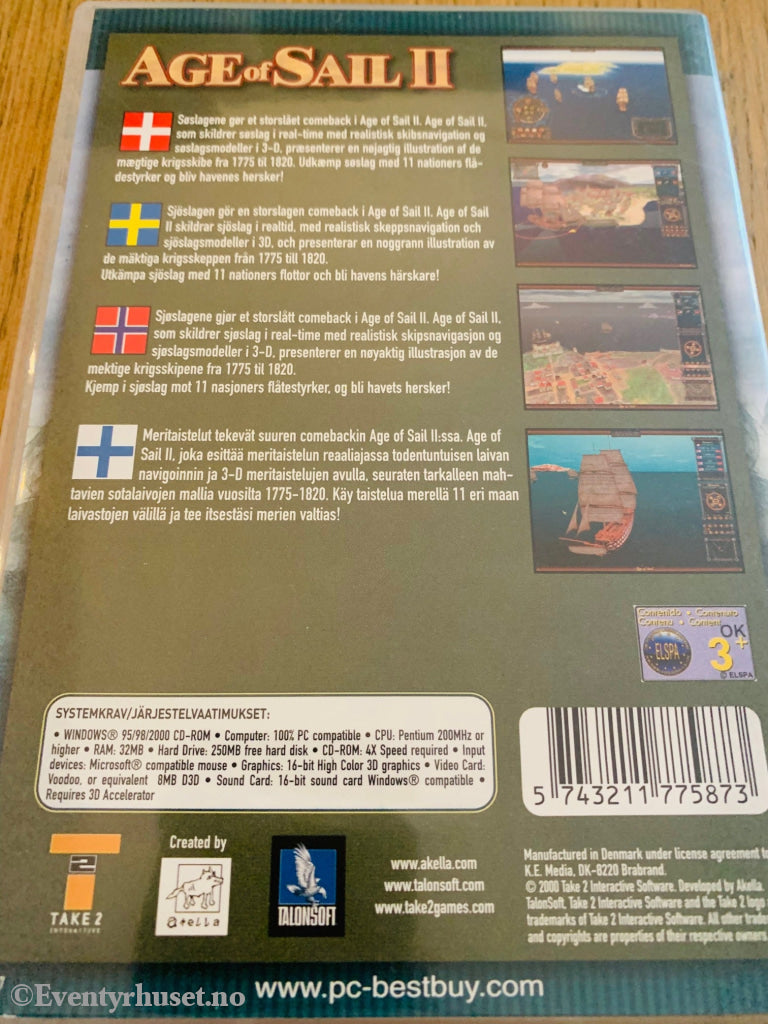 AGE of SAIL II
Søslagene gør et storslået comeback i Age of Sail II. Age of Sail II,
som skildrer søslag i real-time med realistisk skibsnavigation og
søslagsmodeller i 3-D, præsenterer en nøjagtig illustration af de
mægtige krigsskibe fra 1775 til 1820. Udkæmp søslag med 11 nationers flå-
destyrker og bliv havenes hersker!
Sjöslagen gör en storslagen comeback i Age of Sail II. Age of Sail
II skildrar sjöslag i realtid, med realistisk skeppsnavigation och
sjöslagsmodeller i 3D, och presenterar en noggrann illustration av
de mäktiga krigsskeppen från 1775 till 1820.
Utkämpa sjöslag med 11 nationers flottor och bli havens härskare!
Sjøslagene gjør et storslått comeback i Age of Sail II. Age of Sail II,
som skildrer sjøslag i real-time med realistisk skipsnavigasjon og
sjøslagsmodeller i 3-D, presenterer en nøyaktig illustrasjon av de
mektige krigsskipene fra 1775 til 1820.
Kjemp i sjøslag mot 11 nasjoners flåtestyrker, og bli havets hersker!
Meritaistelut tekevät suuren comebackin Age of Sail II:ssa. Age of
Sail II, joka esittää meritaistelun reaaliajassa todentuntuisen laivan
navigoinnin ja 3-D meritaistelujen avulla, seuraten tarkalleen mah-
tavien sotalaivojen mallia vuosilta 1775-1820. Käy taistelua merellä 11 eri maan
laivastojen välillä ja tee itsestäsi merien valtias!
Contenido • Contenuto
Contenu • Content
OK
ELSPA
3+
© ELSPA
SYSTEMKRAV/JÄRJESTELVAATIMUKSET:
• WINDOWS® 95/98/2000 CD-ROM • Computer: 100% PC compatible • CPU: Pentium 200MHz or
higher • RAM: 32MB • Hard Drive: 250MB free hard disk • CD-ROM: 4X Speed required • Input
devices: Microsoft® compatible mouse • Graphics: 16-bit High Color 3D graphics • Video Card:
Voodoo, or equivalent 8MB D3D • Sound Card: 16-bit sound card Windows® compatible •
Requires 3D Accelerator
5 743211 775873
T2
TAKE 2
INTERACTIVE
Created by
akella
TALONSOFT
www.akella.com
www.talonsoft.com
www.take2games.com
Manufactured in Denmark under license agreement to
K.E. Media, DK-8220 Brabrand.
© 2000 Take 2 Interactive Software. Developed by Akella.
TalonSoft, Take 2 Interactive Software and the Take 2 logo
trademarks of Take 2 Interactive Software. All other trade
and copyrights are properties of their respective owners.
www.pc-bestbuy.com
©Eventyrhuset.no